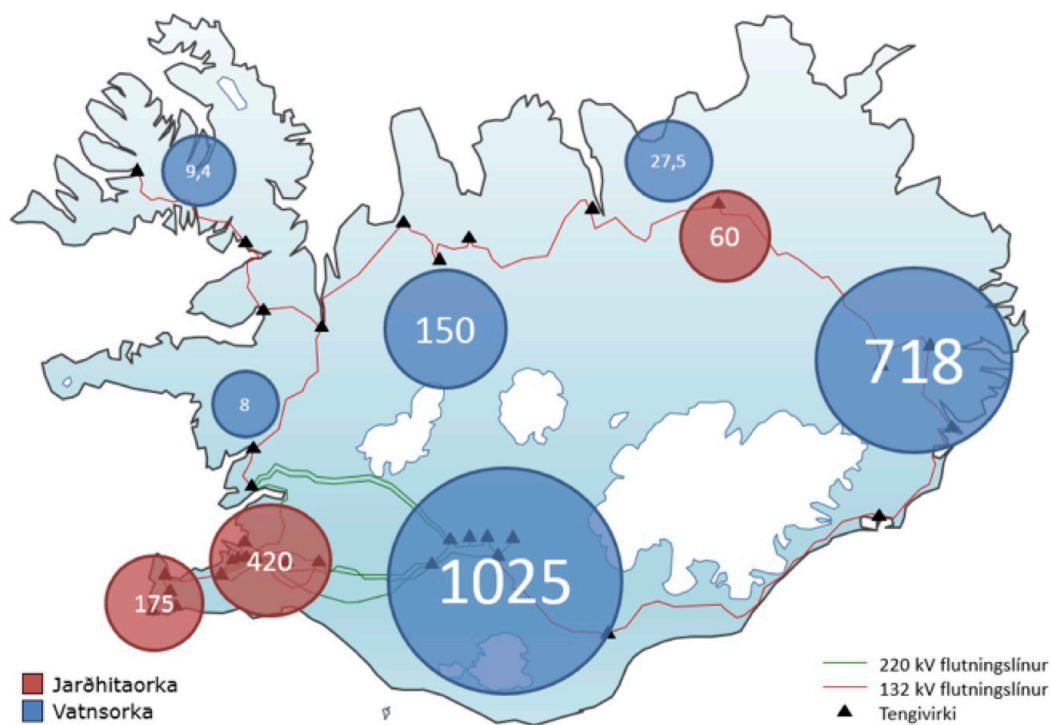 9,4
27,5
60
150
718
8
1025
420
175
Jarðhitaorka
Vatnsorka
220 kV flutningslínur
132 kV flutningslínur
Tengivirki